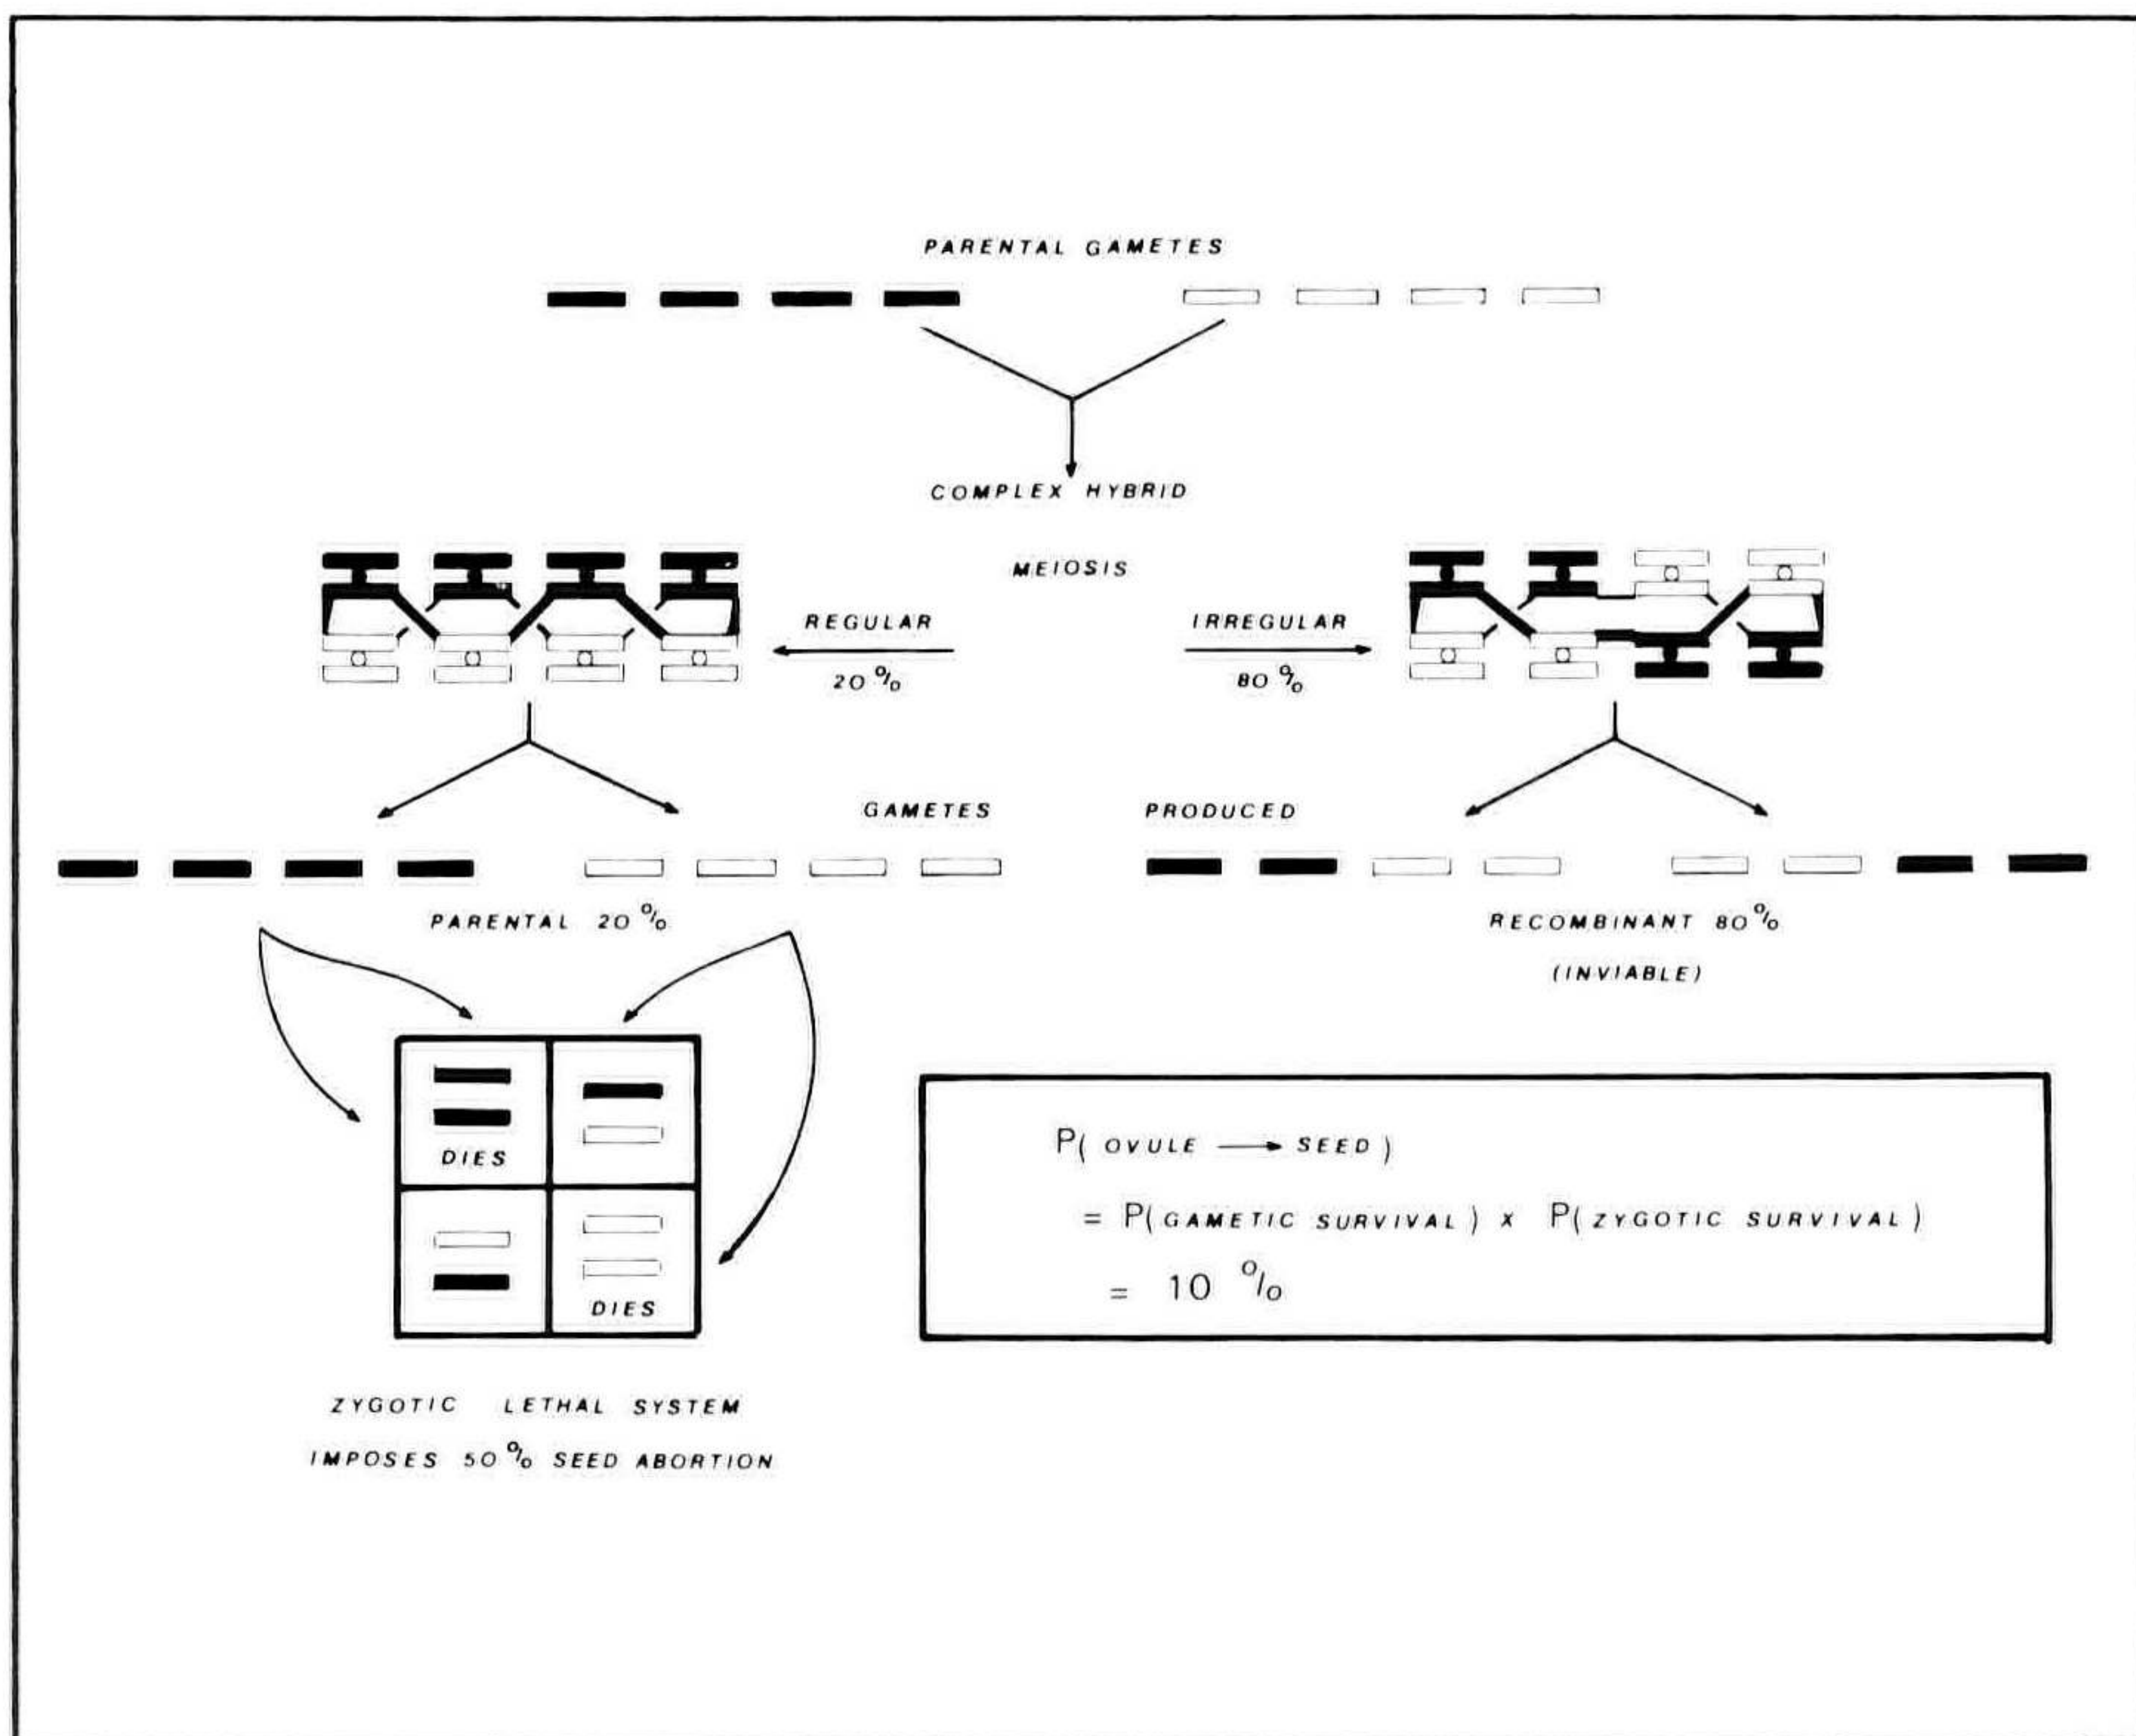 PARENTAL GAMETES
COMPLEX HYBRID
MEIOSIS
REGULAR
20%
IRREGULAR
80%
GAMETES PRODUCED
PARENTAL 20%
RECOMBINANT 80%
(INVIABLE)
DIES
DIES
P( OVULE ⟶ SEED )
= P( GAMETIC SURVIVAL ) x P( ZYGOTIC SURVIVAL )
= 10 %
ZYGOTIC LETHAL SYSTEM
IMPOSES 50% SEED ABORTION